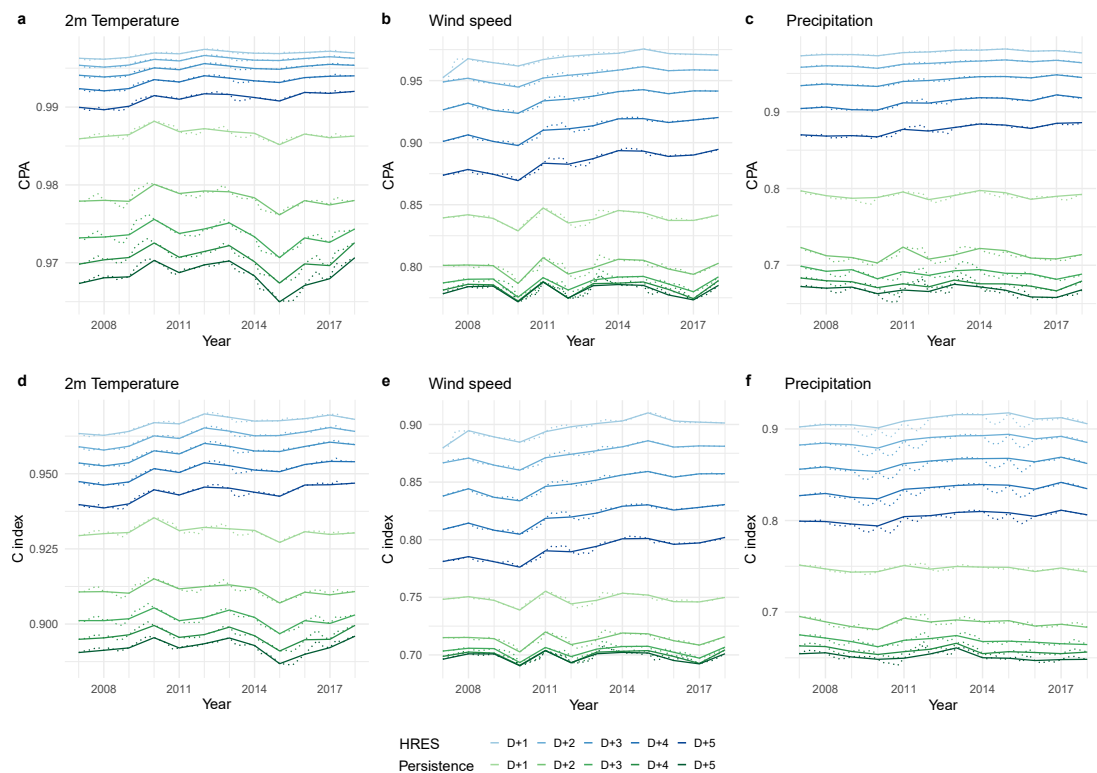 a 2m Temperature
b Wind speed
c Precipitation
CPA
0.99
0.98
0.97
2008 2011 2014 2017
Year
CPA
0.95
0.90
0.85
0.80
2008 2011 2014 2017
Year
CPA
0.9
0.8
0.7
2008 2011 2014 2017
Year
d 2m Temperature
e Wind speed
f Precipitation
C index
0.950
0.925
0.900
2008 2011 2014 2017
Year
C index
0.90
0.85
0.80
0.75
0.70
2008 2011 2014 2017
Year
C index
0.9
0.8
0.7
2008 2011 2014 2017
Year
HRES D+1 D+2 D+3 D+4 D+5
Persistence D+1 D+2 D+3 D+4 D+5